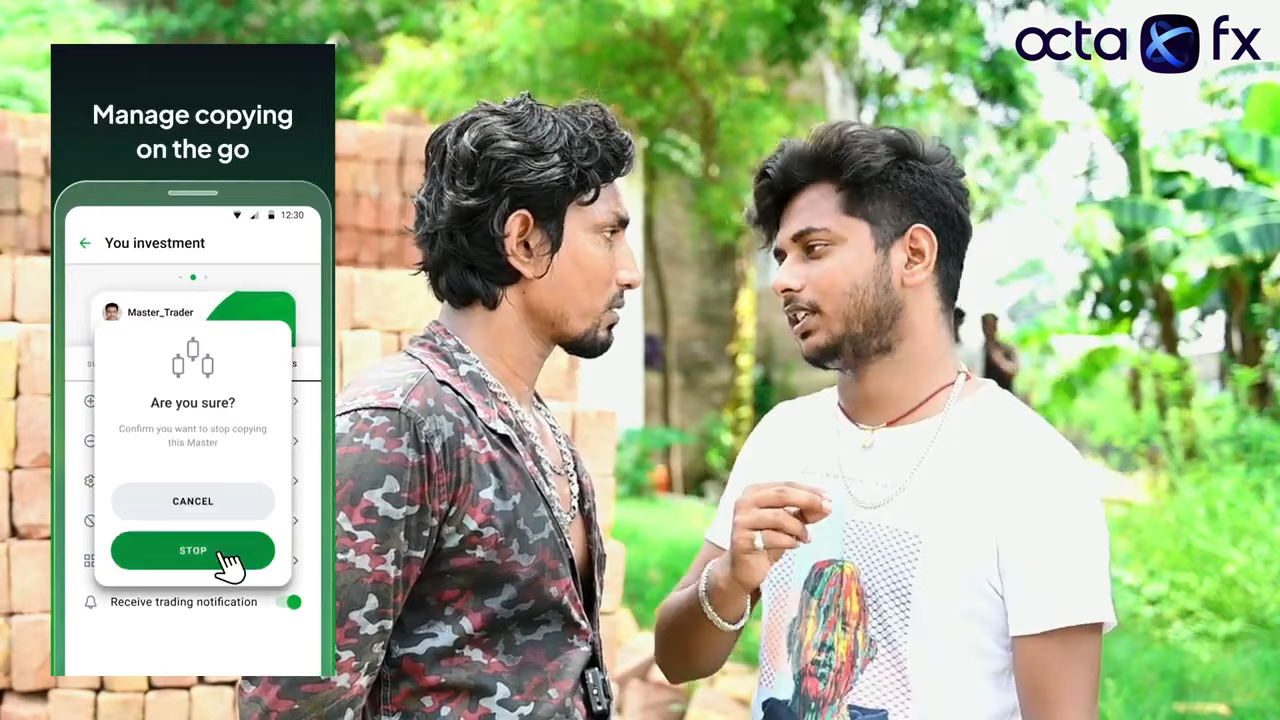 octa fx
Manage copying
on the go
12:30
You investment
Master_Trader
Are you sure?
Confirm you want to stop copying
this Master
CANCEL
STOP
Receive trading notification